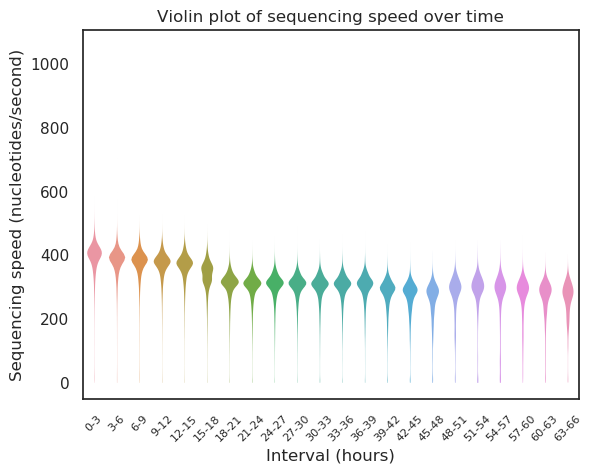 Violin plot of sequencing speed over time
Sequencing speed (nucleotides/second)
1000
800
600
400
200
0
0-3 3-6 6-9 9-12 12-15 15-18 18-21 21-24 24-27 27-30 30-33 33-36 36-39 39-42 42-45 45-48 48-51 51-54 54-57 57-60 60-63 63-66
Interval (hours)